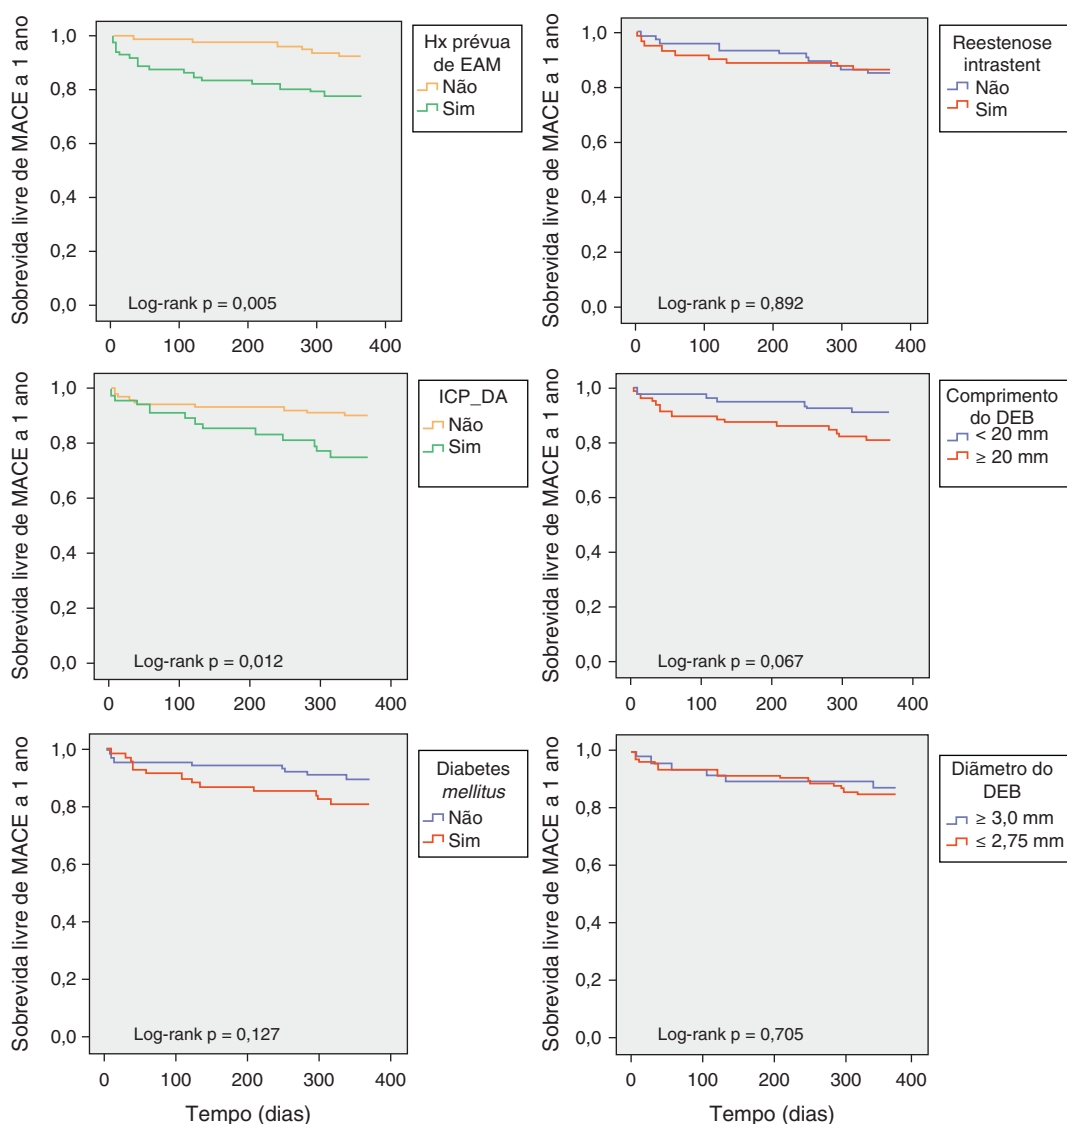 Sobrevida livre de MACE a 1 ano
1,0
0,8
0,6
0,4
0,2
0,0
Log-rank p = 0,005
0 100 200 300 400
Hx prévua
de EAM
Não
Sim
Sobrevida livre de MACE a 1 ano
1,0
0,8
0,6
0,4
0,2
0,0
Log-rank p = 0,892
0 100 200 300 400
Reestenose
intrastent
Não
Sim
Sobrevida livre de MACE a 1 ano
1,0
0,8
0,6
0,4
0,2
0,0
Log-rank p = 0,012
0 100 200 300 400
ICP_DA
Não
Sim
Sobrevida livre de MACE a 1 ano
1,0
0,8
0,6
0,4
0,2
0,0
Log-rank p = 0,067
0 100 200 300 400
Comprimento
do DEB
< 20 mm
≥ 20 mm
Sobrevida livre de MACE a 1 ano
1,0
0,8
0,6
0,4
0,2
0,0
Log-rank p = 0,127
0 100 200 300 400
Tempo (dias)
Diabetes
mellitus
Não
Sim
Sobrevida livre de MACE a 1 ano
1,0
0,8
0,6
0,4
0,2
0,0
Log-rank p = 0,705
0 100 200 300 400
Tempo (dias)
Diãmetro do
DEB
≥ 3,0 mm
≤ 2,75 mm